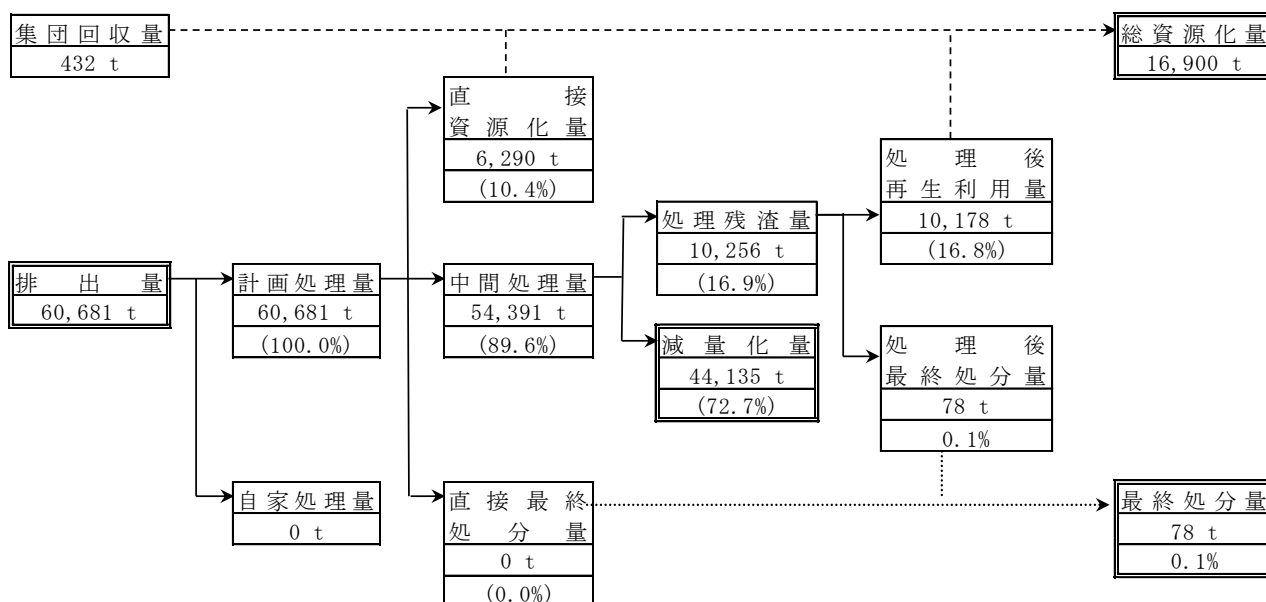 集団回収量
432 t
総資源化量
16,900 t
直接
資源化量
6,290 t
(10.4%)
処理後
再生利用量
10,178 t
(16.8%)
処理残渣量
10,256 t
(16.9%)
排出量
60,681 t
計画処理量
60,681 t
(100.0%)
中間処理量
54,391 t
(89.6%)
減量化量
44,135 t
(72.7%)
処理後
最終処分量
78 t
0.1%
自家処理量
0 t
直接最終
処分量
0 t
(0.0%)
最終処分量
78 t
0.1%